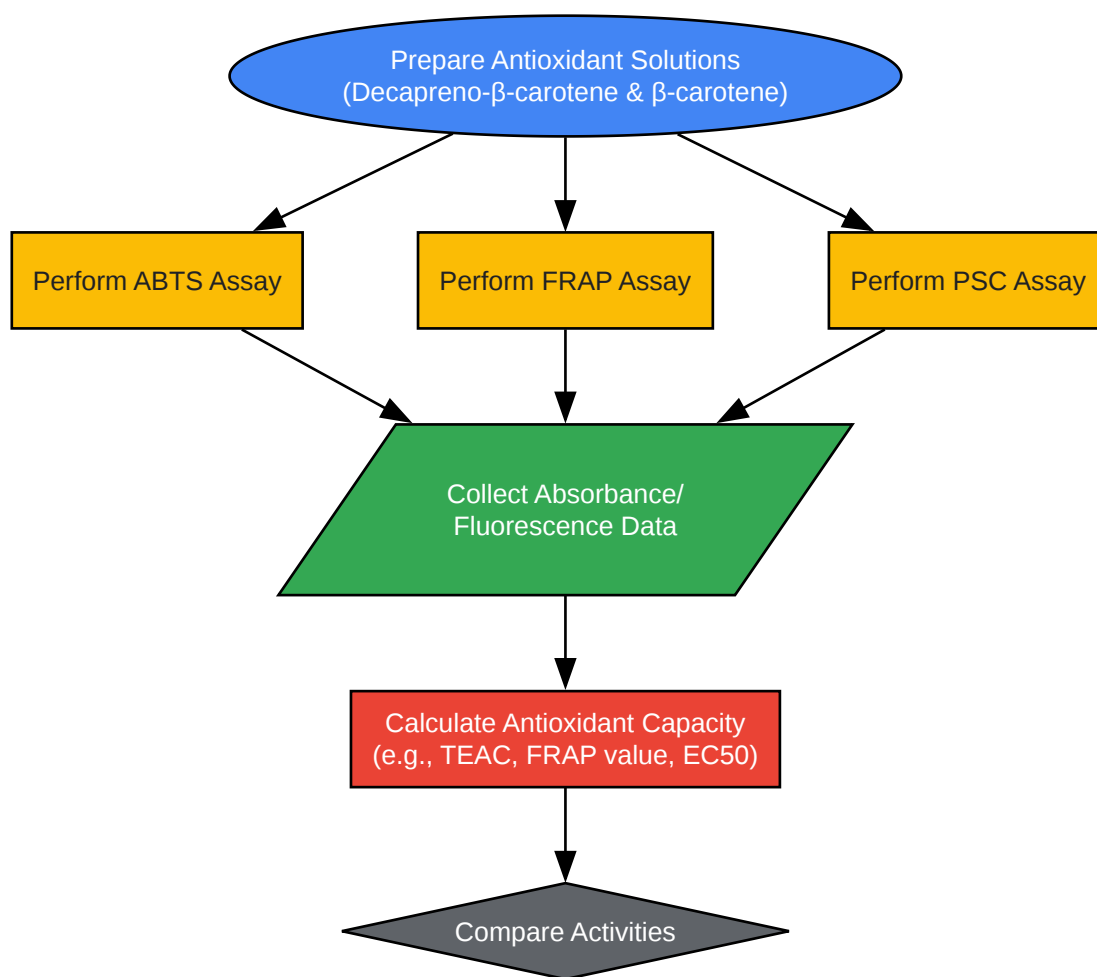 Prepare Antioxidant Solutions
(Decapreno-β-carotene & β-carotene)
Perform ABTS Assay
Perform FRAP Assay
Perform PSC Assay
Collect Absorbance/
Fluorescence Data
Calculate Antioxidant Capacity
(e.g., TEAC, FRAP value, EC50)
Compare Activities